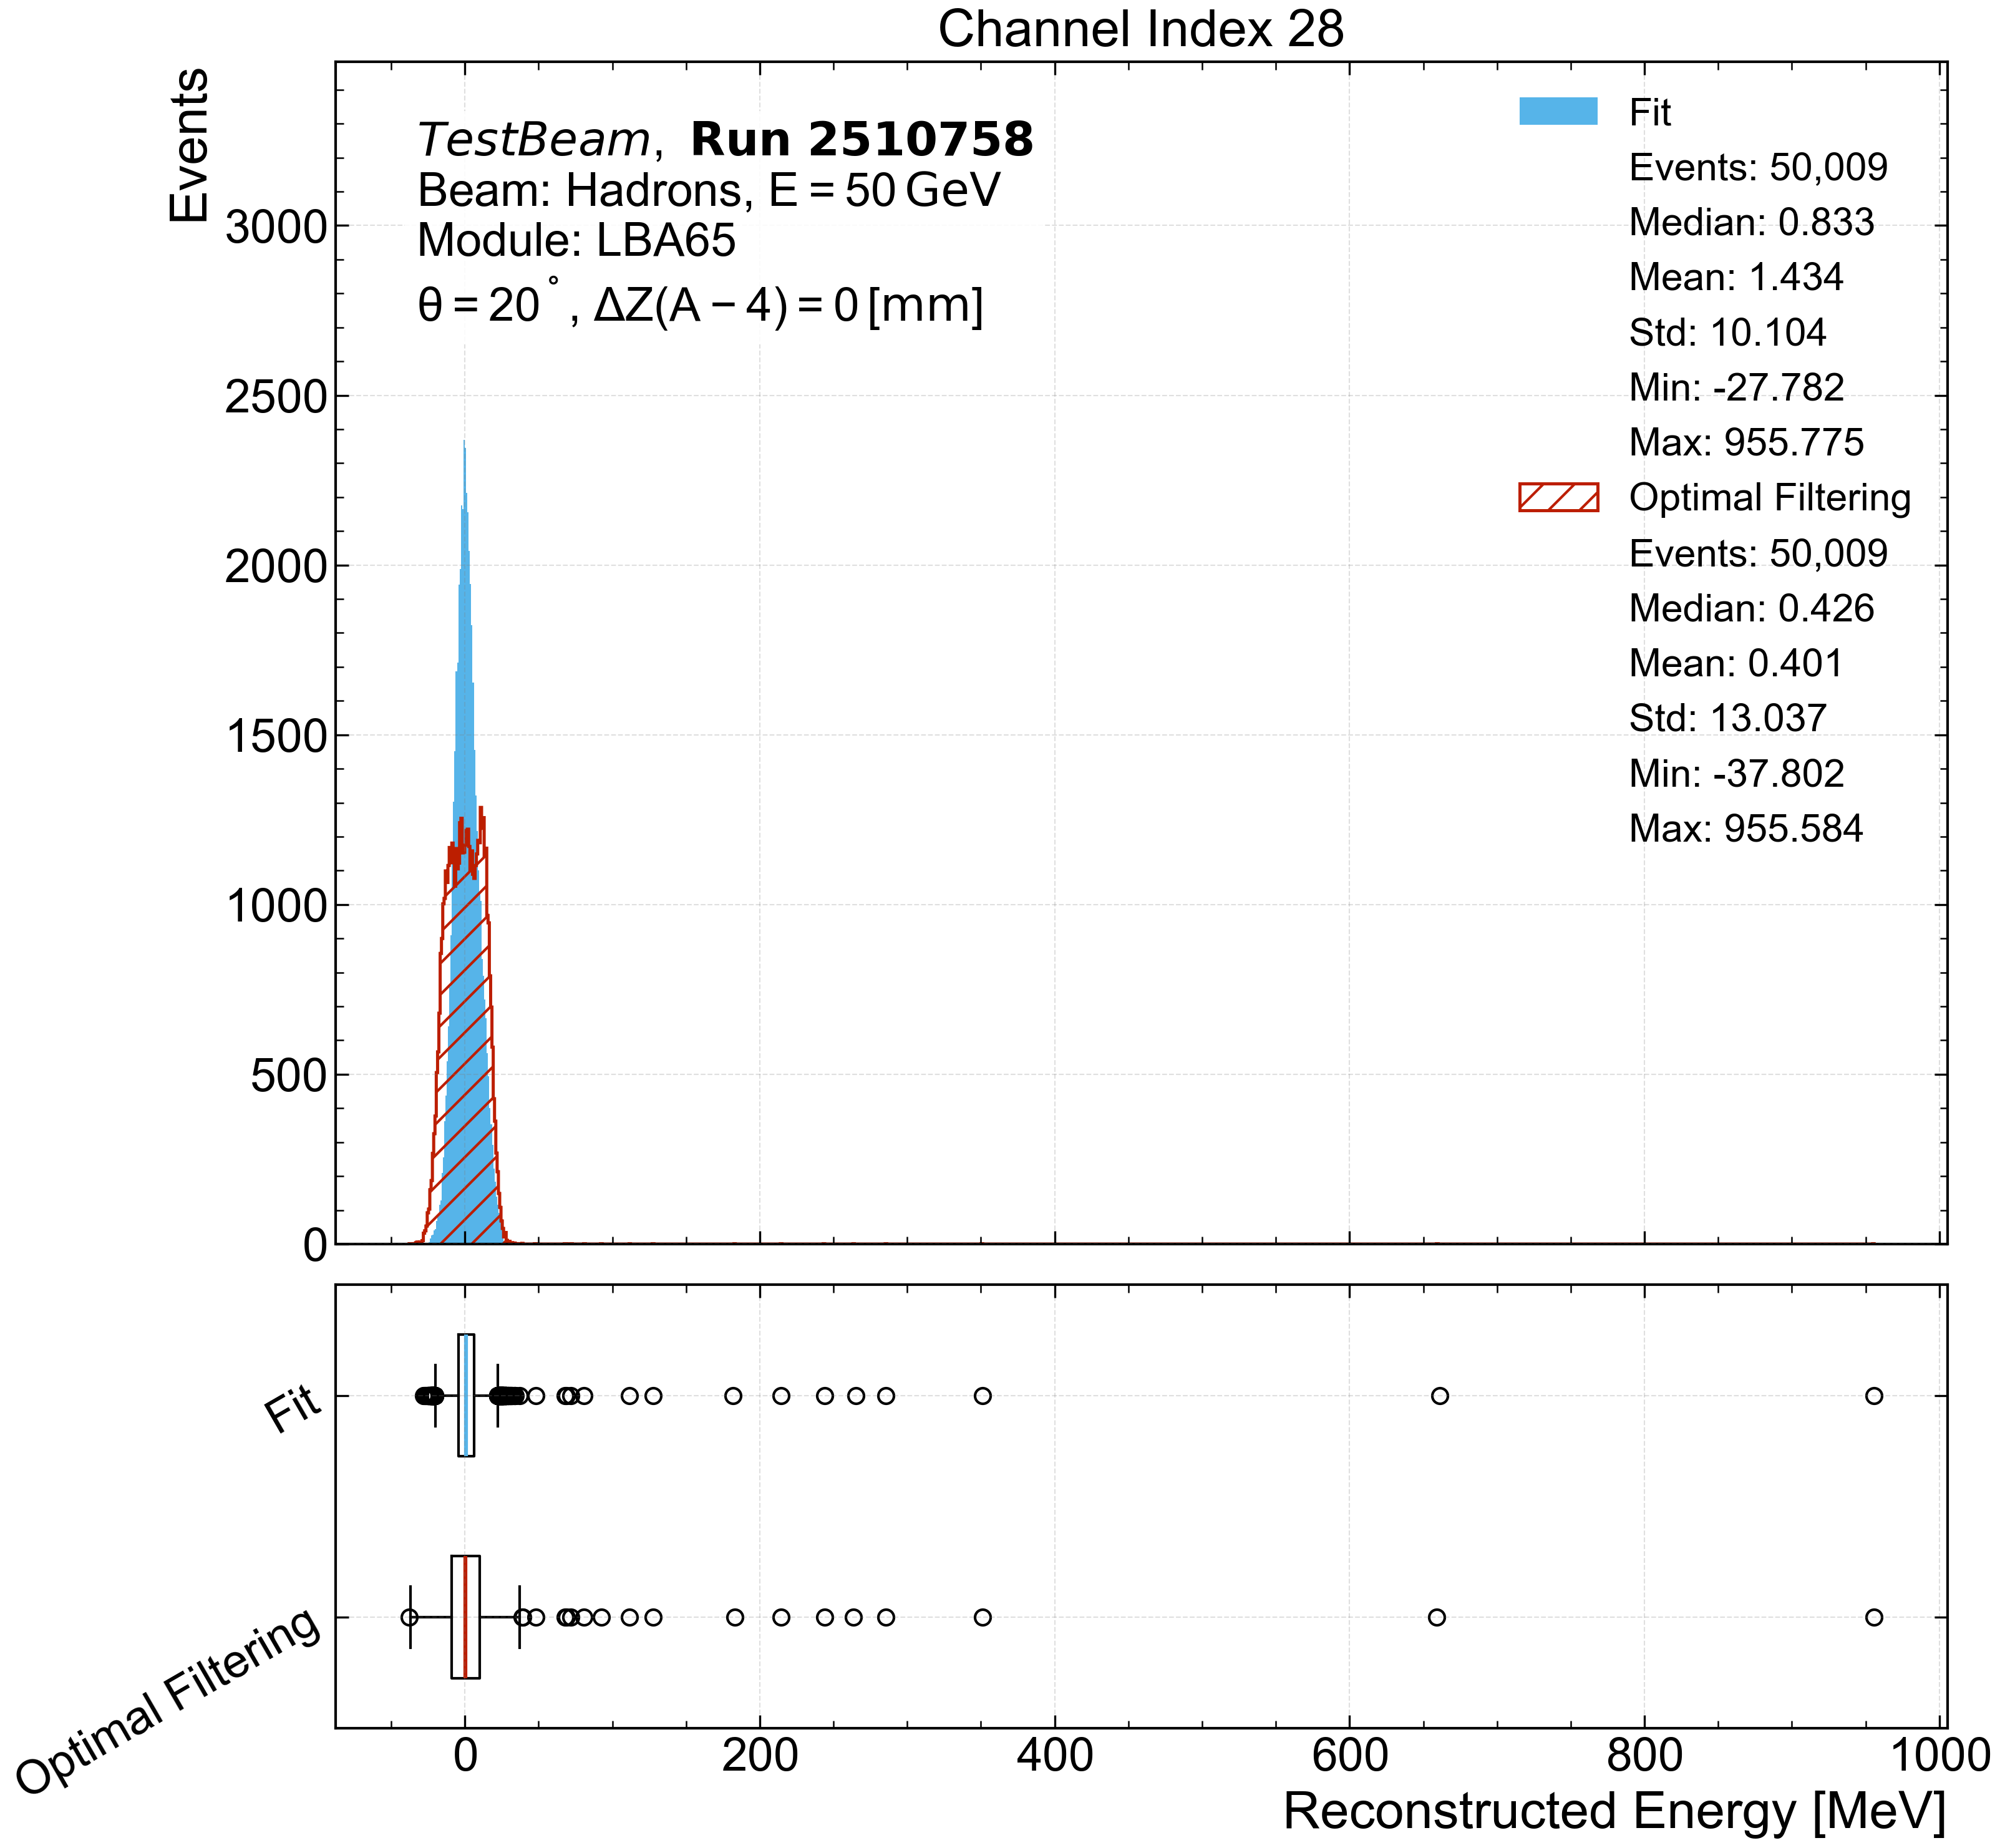 Channel Index 28
Events
TestBeam, Run 2510758
Beam: Hadrons, E = 50 GeV
Module: LBA65
θ = 20°, ΔZ(A − 4) = 0 [mm]
Fit
Events: 50,009
Median: 0.833
Mean: 1.434
Std: 10.104
Min: -27.782
Max: 955.775
Optimal Filtering
Events: 50,009
Median: 0.426
Mean: 0.401
Std: 13.037
Min: -37.802
Max: 955.584
3000
2500
2000
1500
1000
500
0
Fit
Optimal Filtering
0 200 400 600 800 1000
Reconstructed Energy [MeV]